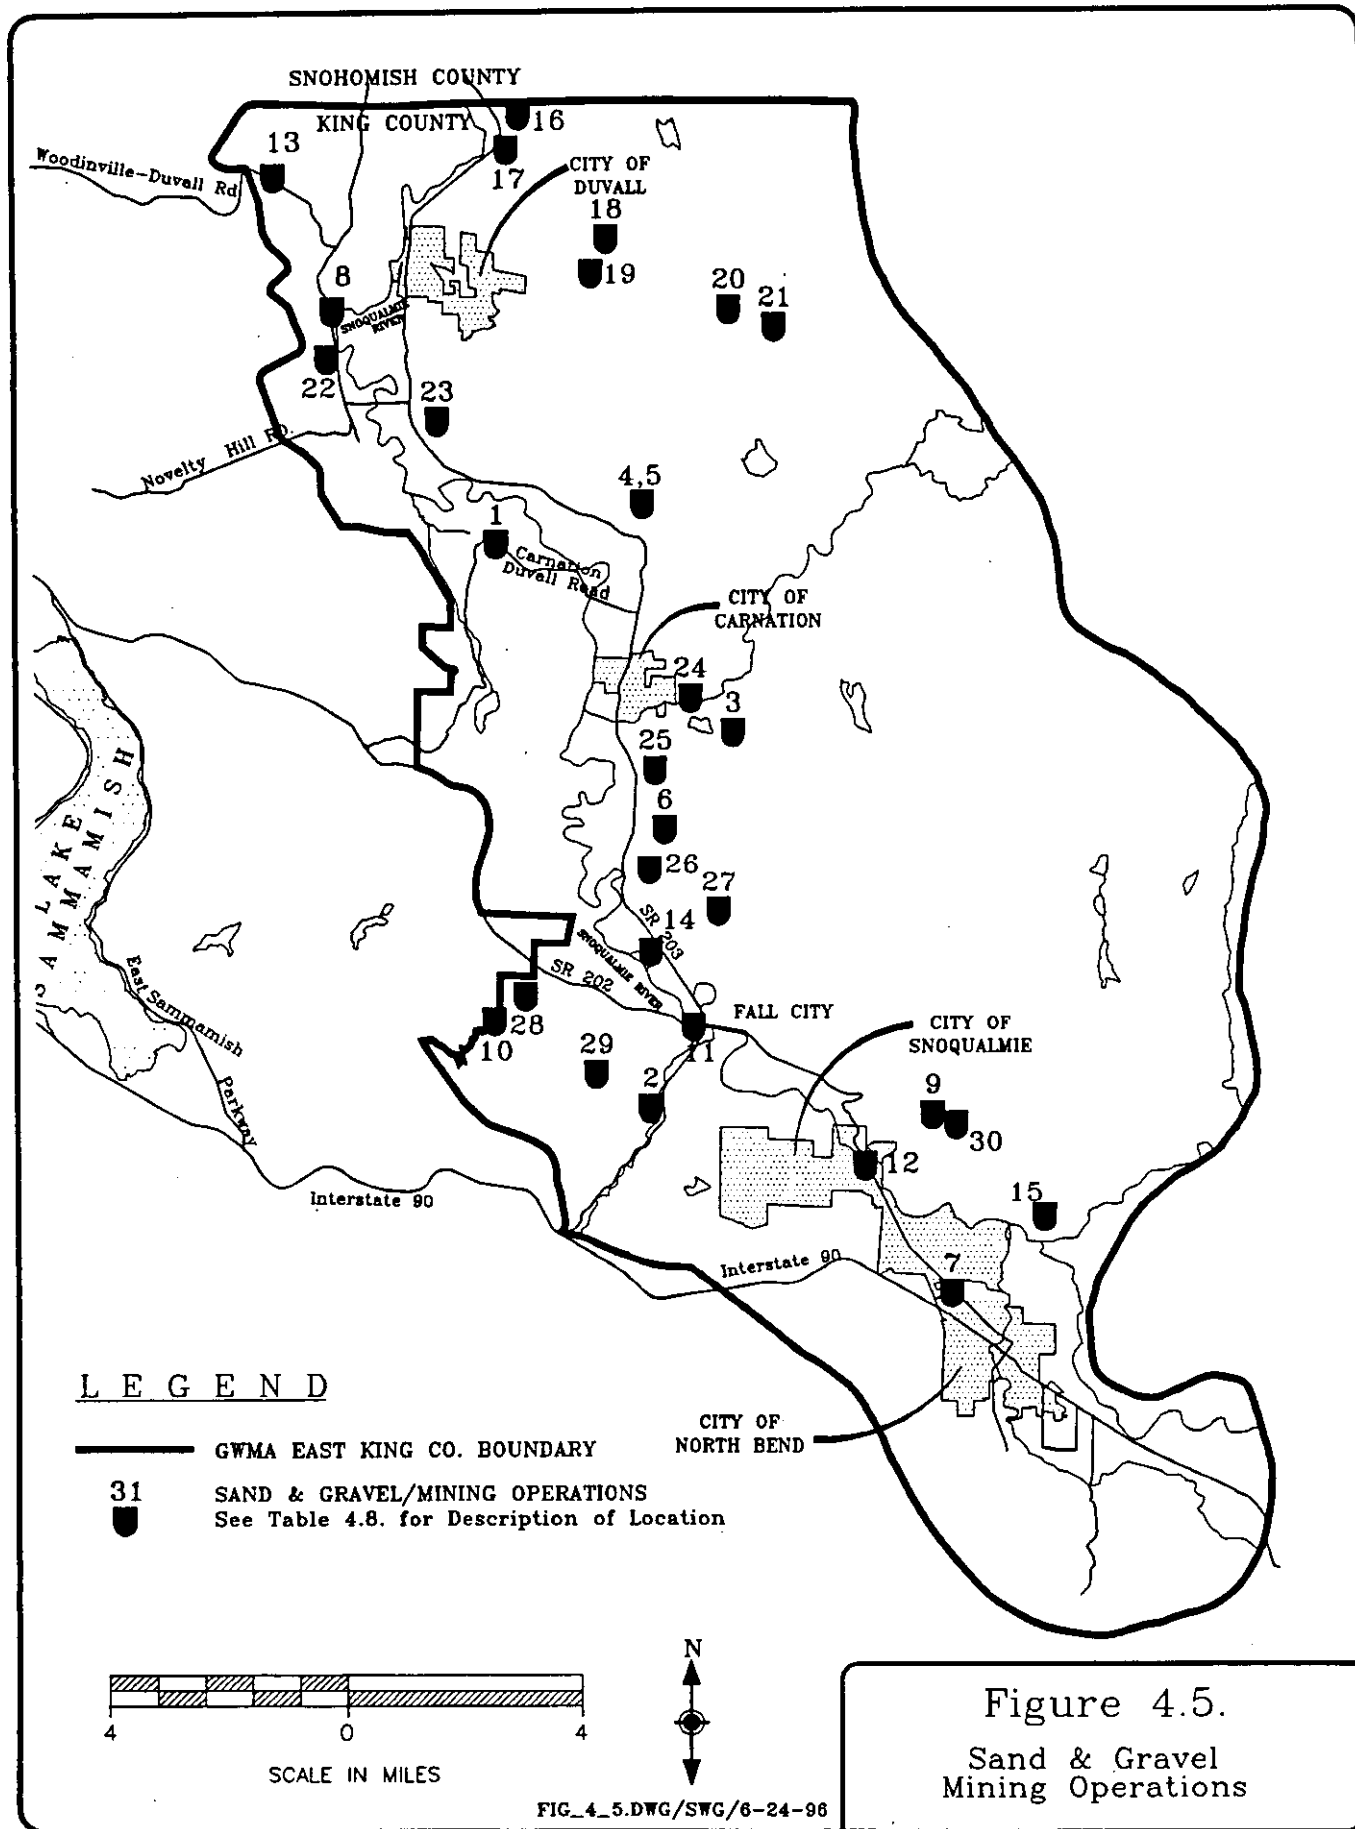 SNOHOMISH COUNTY
KING COUNTY
16
13
Woodinville-Duvall Rd
17
CITY OF
DUVALL
18
19
8
20
21
SNOQUALMIE
RIVER
22
23
Novelty Hill RD.
4,5
1
Carnation
Duvall Road
CITY OF
CARNATION
24
3
25
LAKE
SAMMAMISH
6
26
27
14
SR 203
SNOQUALMIE RIVER
SR 202
East Sammamish
Parkway
28
10
FALL CITY
11
CITY OF
SNOQUALMIE
29
2
9
30
12
15
Interstate 90
Interstate 90
7
LEGEND
CITY OF
NORTH BEND
GWMA EAST KING CO. BOUNDARY
31
SAND & GRAVEL/MINING OPERATIONS
See Table 4.8. for Description of Location
N
4 0 4
SCALE IN MILES
FIG_4_5.DWG/SWG/6-24-96
Figure 4.5.
Sand & Gravel
Mining Operations